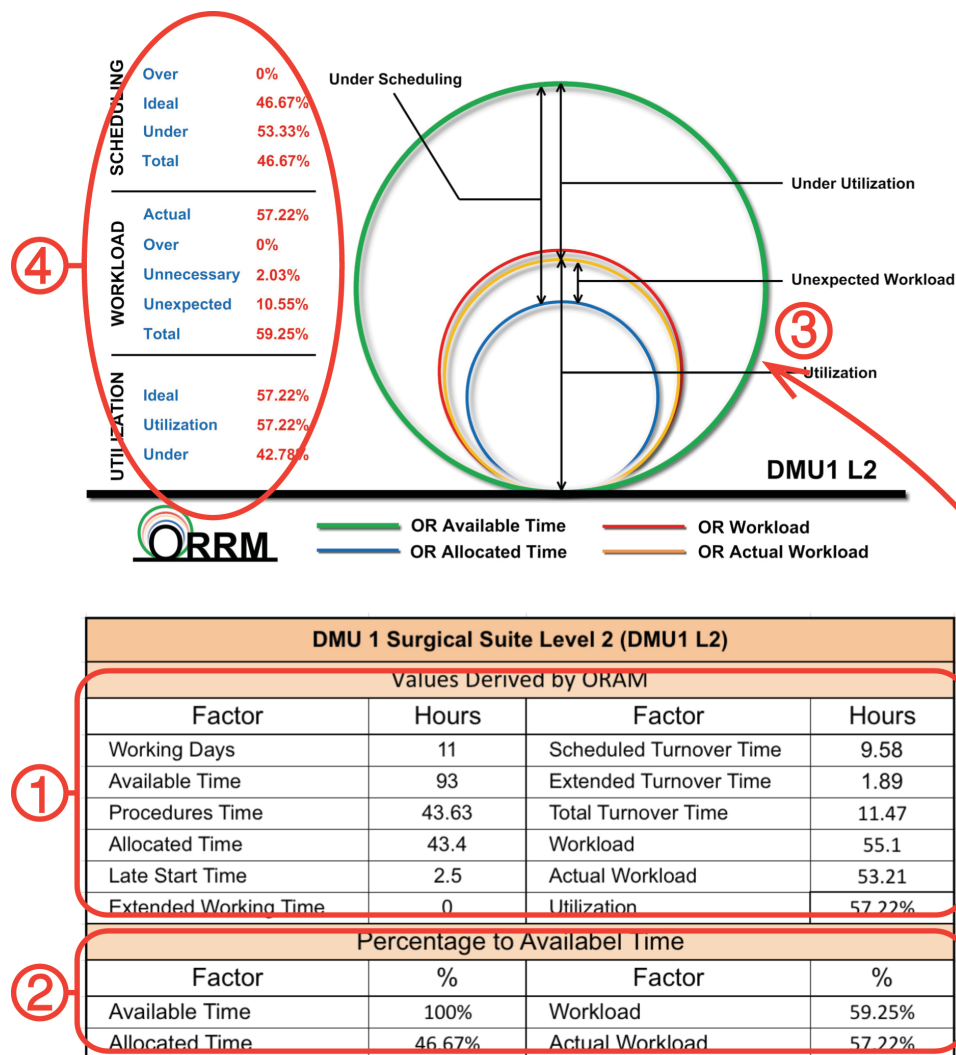 SCHEDULING
Over 0%
Ideal 46.67%
Under 53.33%
Total 46.67%
WORKLOAD
Actual 57.22%
Over 0%
Unnecessary 2.03%
Unexpected 10.55%
Total 59.25%
UTILIZATION
Ideal 57.22%
Utilization 57.22%
Under 42.78%
④
Under Scheduling
Under Utilization
Unexpected Workload
③
Utilization
DMU1 L2
ORRM
OR Available Time
OR Workload
OR Allocated Time
OR Actual Workload
DMU 1 Surgical Suite Level 2 (DMU1 L2)
Values Derived by ORAM
Factor Hours Factor Hours
Working Days 11 Scheduled Turnover Time 9.58
Available Time 93 Extended Turnover Time 1.89
①
Procedures Time 43.63 Total Turnover Time 11.47
Allocated Time 43.4 Workload 55.1
Late Start Time 2.5 Actual Workload 53.21
Extended Working Time 0 Utilization 57.22%
Percentage to Availabel Time
②
Factor % Factor %
Available Time 100% Workload 59.25%
Allocated Time 46.67% Actual Workload 57.22%